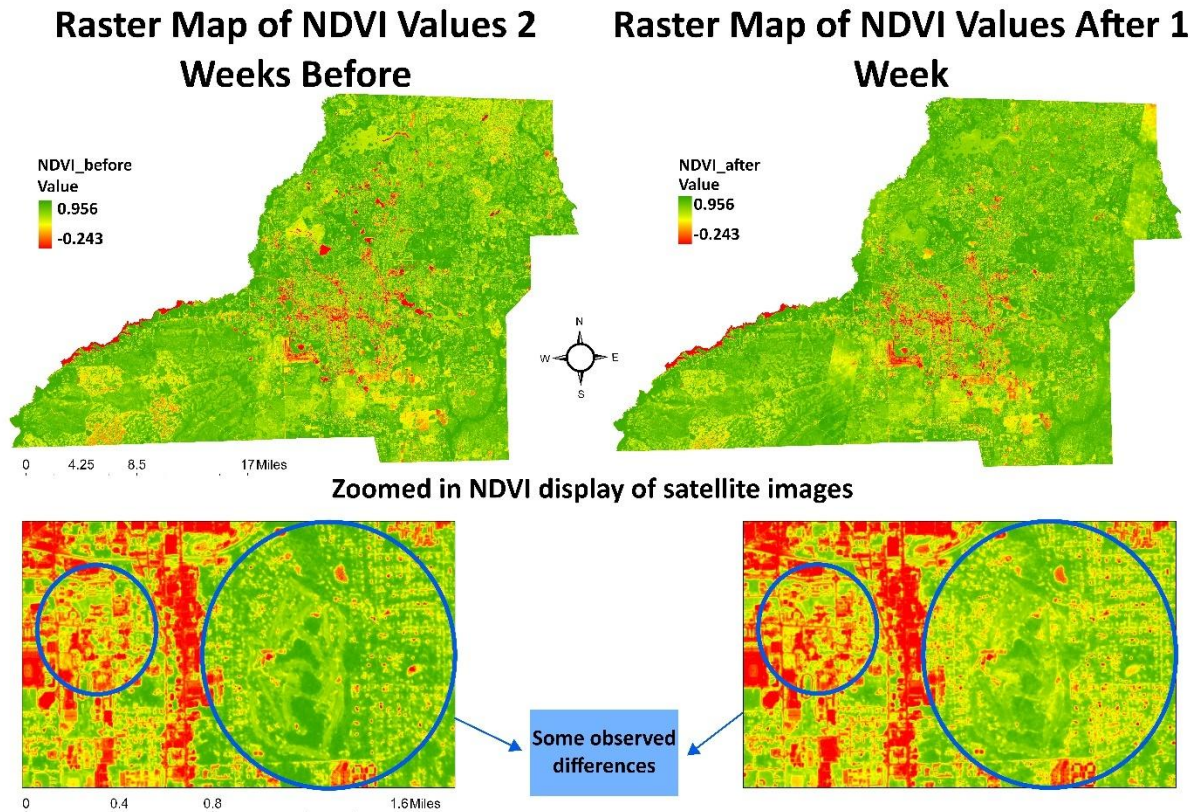 Raster Map of NDVI Values 2
Weeks Before
Raster Map of NDVI Values After 1
Week
NDVI_before
Value
0.956
-0.243
NDVI_after
Value
0.956
-0.243
N
W E
S
0 4.25 8.5 17 Miles
Zoomed in NDVI display of satellite images
Some observed
differences
0 0.4 0.8 1.6 Miles